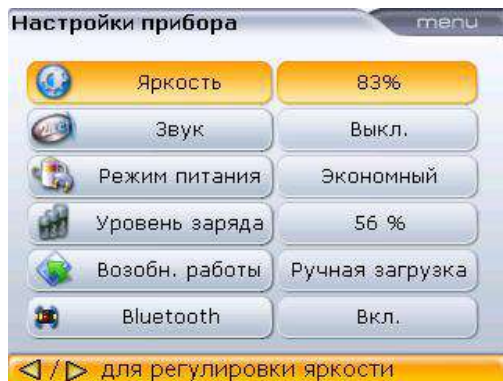 Настройки прибора menu
Яркость 83%
Звук Выкл.
Режим питания Экономный
Уровень заряда 56 %
Возобн. работы Ручная загрузка
Bluetooth Вкл.
◁ / ▷ для регулировки яркости